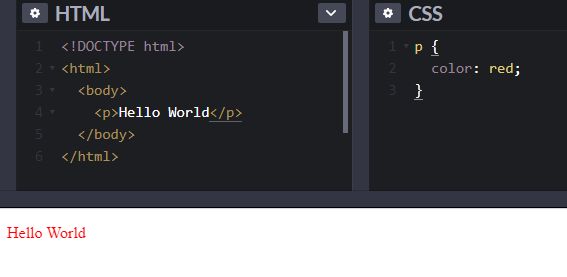 HTML
1 <!DOCTYPE html>
2 <html>
3 <body>
4 <p>Hello World</p>
5 </body>
6 </html>
CSS
1 p {
2 color: red;
3 }
Hello World